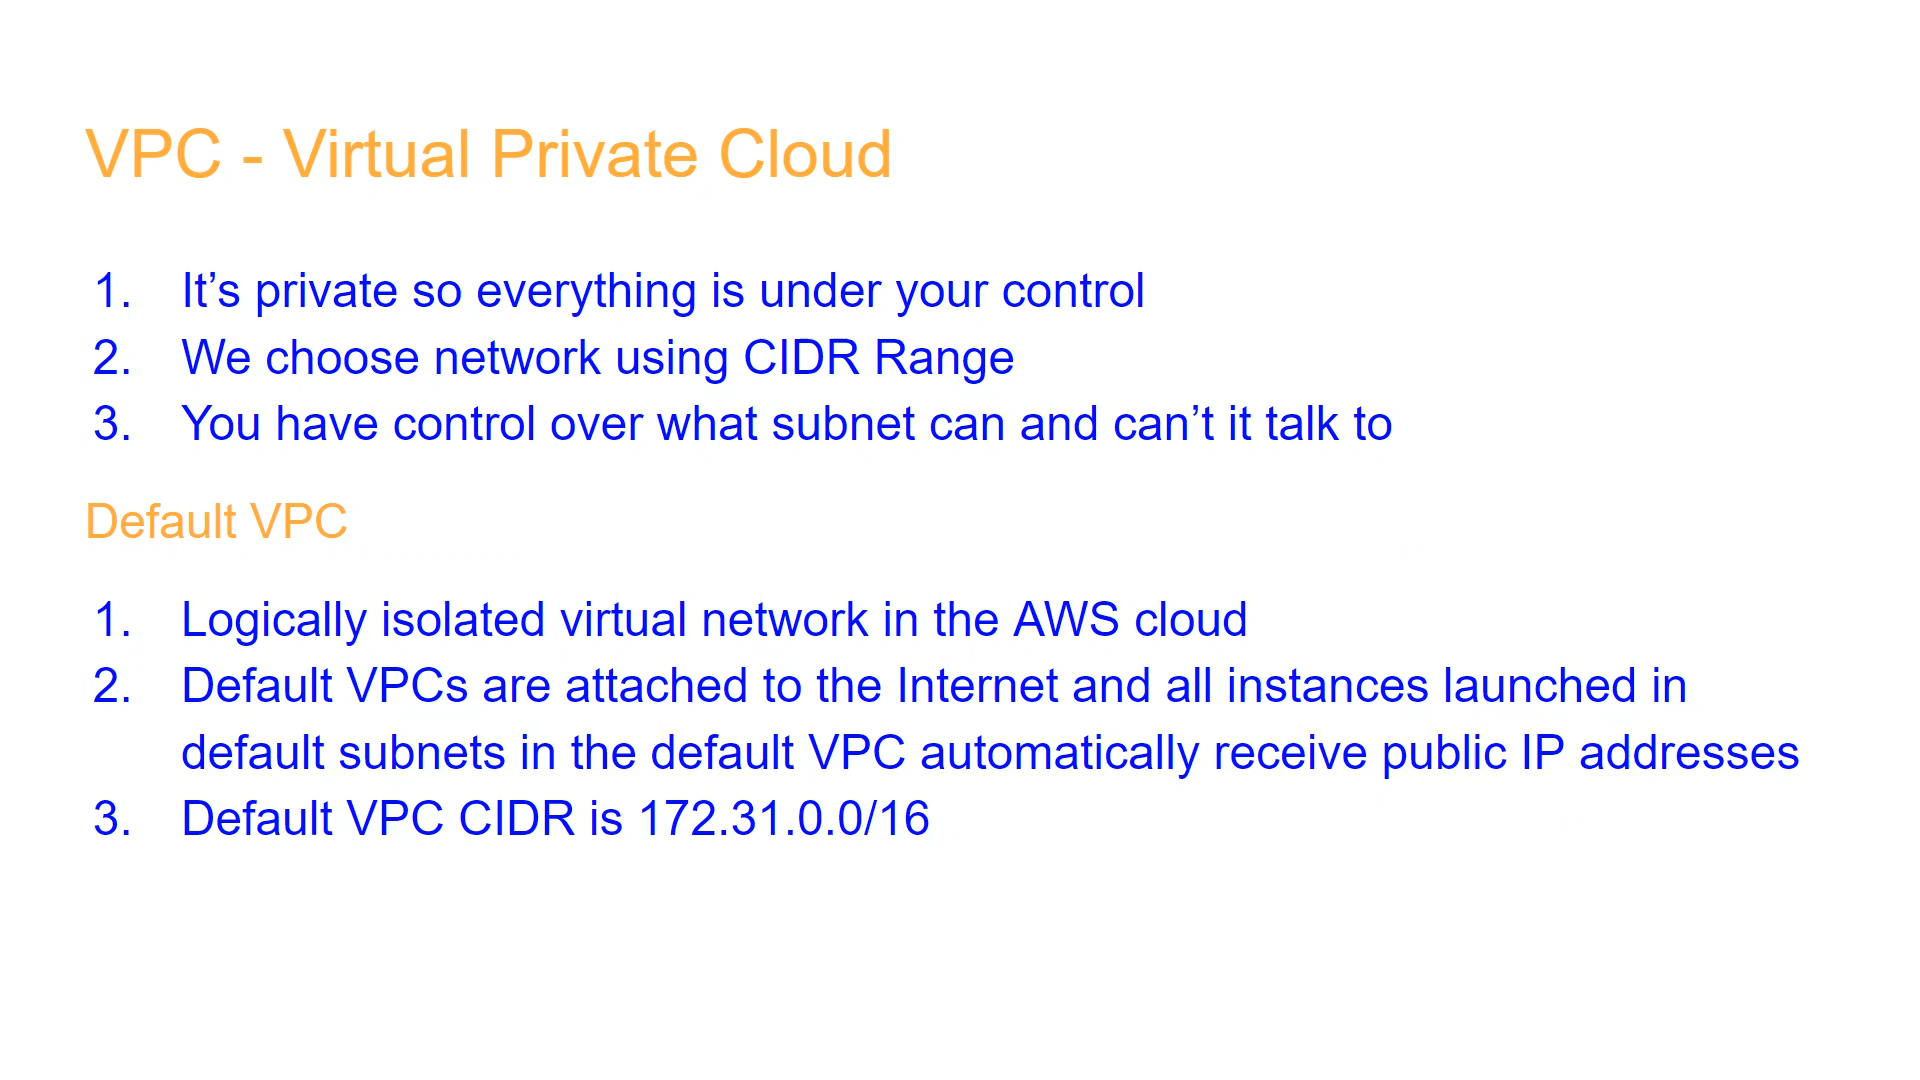 VPC - Virtual Private Cloud
1. It’s private so everything is under your control
2. We choose network using CIDR Range
3. You have control over what subnet can and can’t it talk to
Default VPC
1. Logically isolated virtual network in the AWS cloud
2. Default VPCs are attached to the Internet and all instances launched in
default subnets in the default VPC automatically receive public IP addresses
3. Default VPC CIDR is 172.31.0.0/16